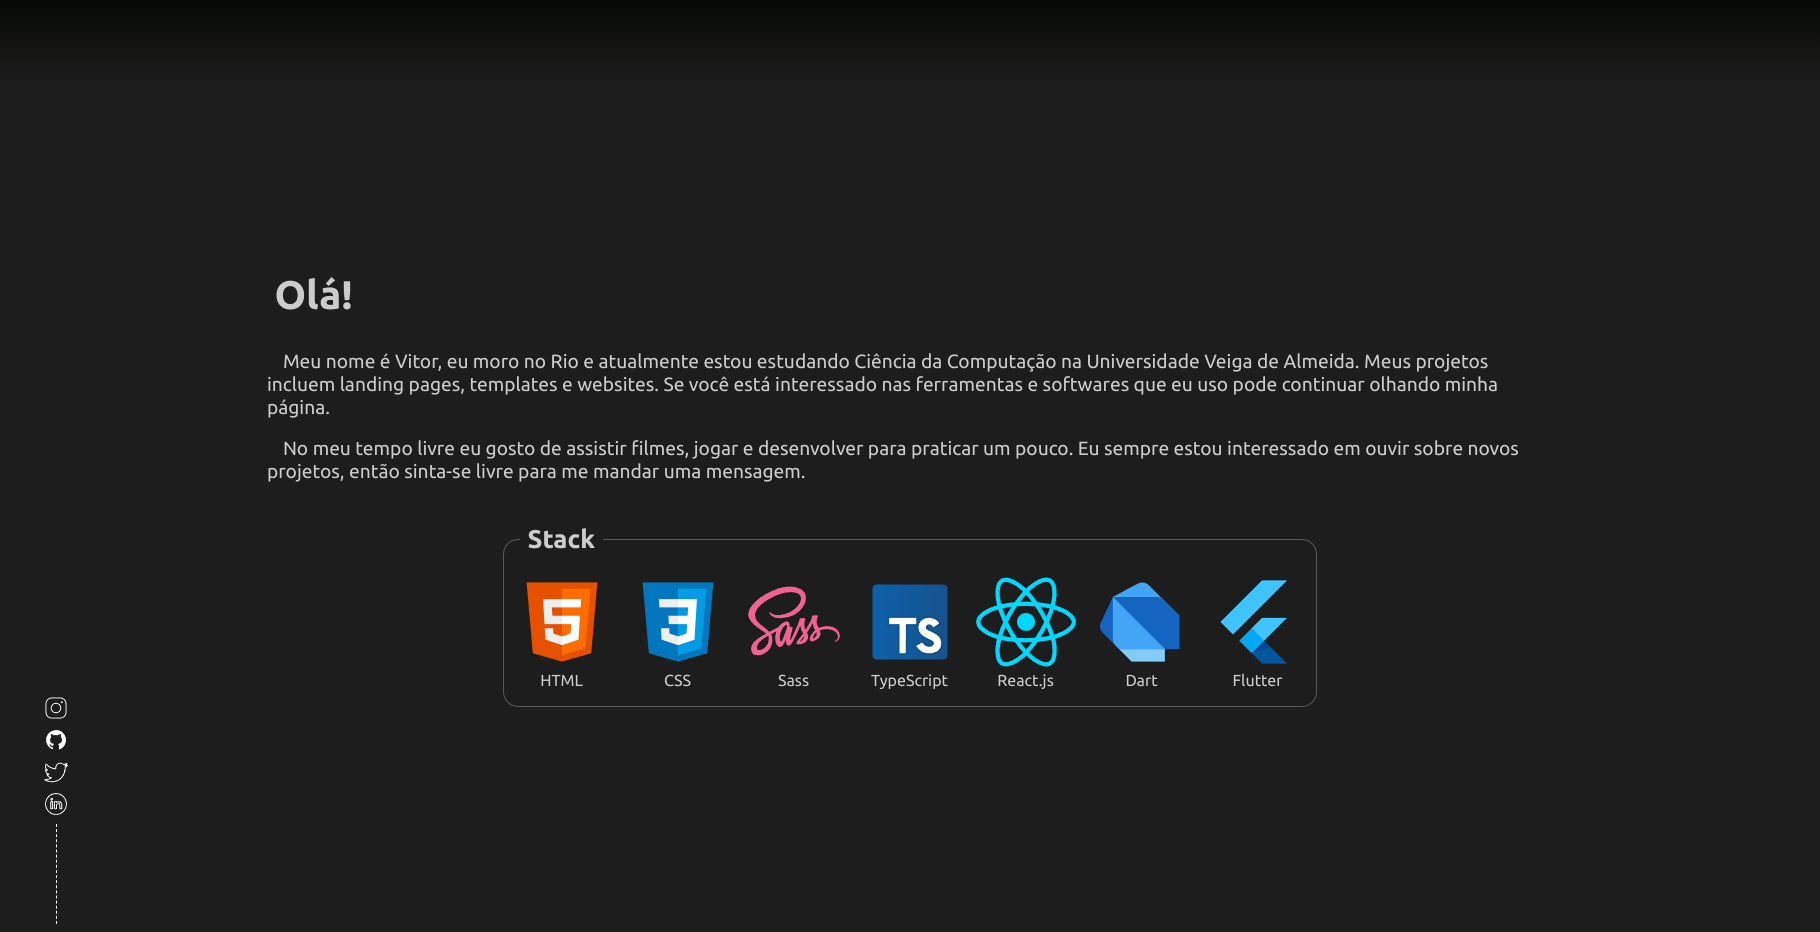 Olá!
Meu nome é Vitor, eu moro no Rio e atualmente estou estudando Ciência da Computação na Universidade Veiga de Almeida. Meus projetos
incluem landing pages, templates e websites. Se você está interessado nas ferramentas e softwares que eu uso pode continuar olhando minha
página.
No meu tempo livre eu gosto de assistir filmes, jogar e desenvolver para praticar um pouco. Eu sempre estou interessado em ouvir sobre novos
projetos, então sinta-se livre para me mandar uma mensagem.
Stack
5 3 Sass TS
HTML CSS Sass TypeScript React.js Dart Flutter
in